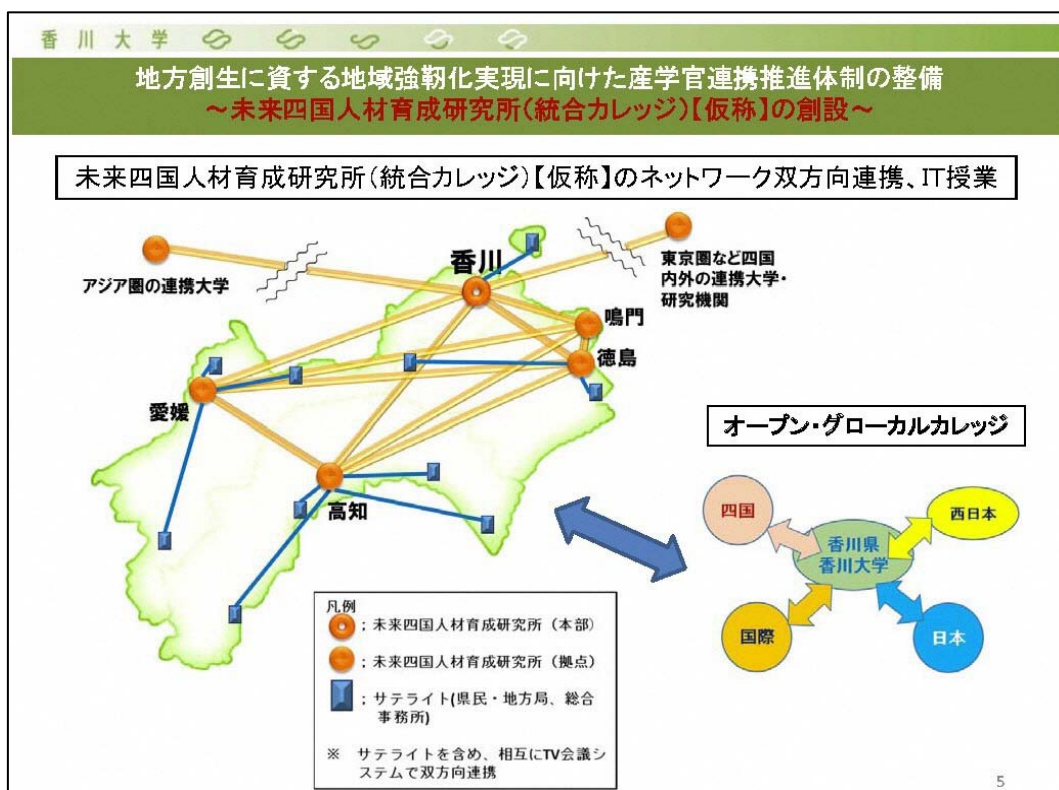 香川大学
地方創生に資する地域強靭化実現に向けた産学官連携推進体制の整備
~未来四国人材育成研究所(統合カレッジ)【仮称】の創設~
未来四国人材育成研究所(統合カレッジ)【仮称】のネットワーク双方向連携、IT授業
香川
アジア圏の連携大学
東京圏など四国
内外の連携大学・
研究機関
鳴門
徳島
愛媛
高知
オープン・グローカルカレッジ
四国
西日本
香川県
香川大学
国際
日本
凡例
;未来四国人材育成研究所(本部)
;未来四国人材育成研究所(拠点)
;サテライト(県民・地方局、総合
事務所)
※ サテライトを含め、相互にTV会議シ
ステムで双方向連携
5